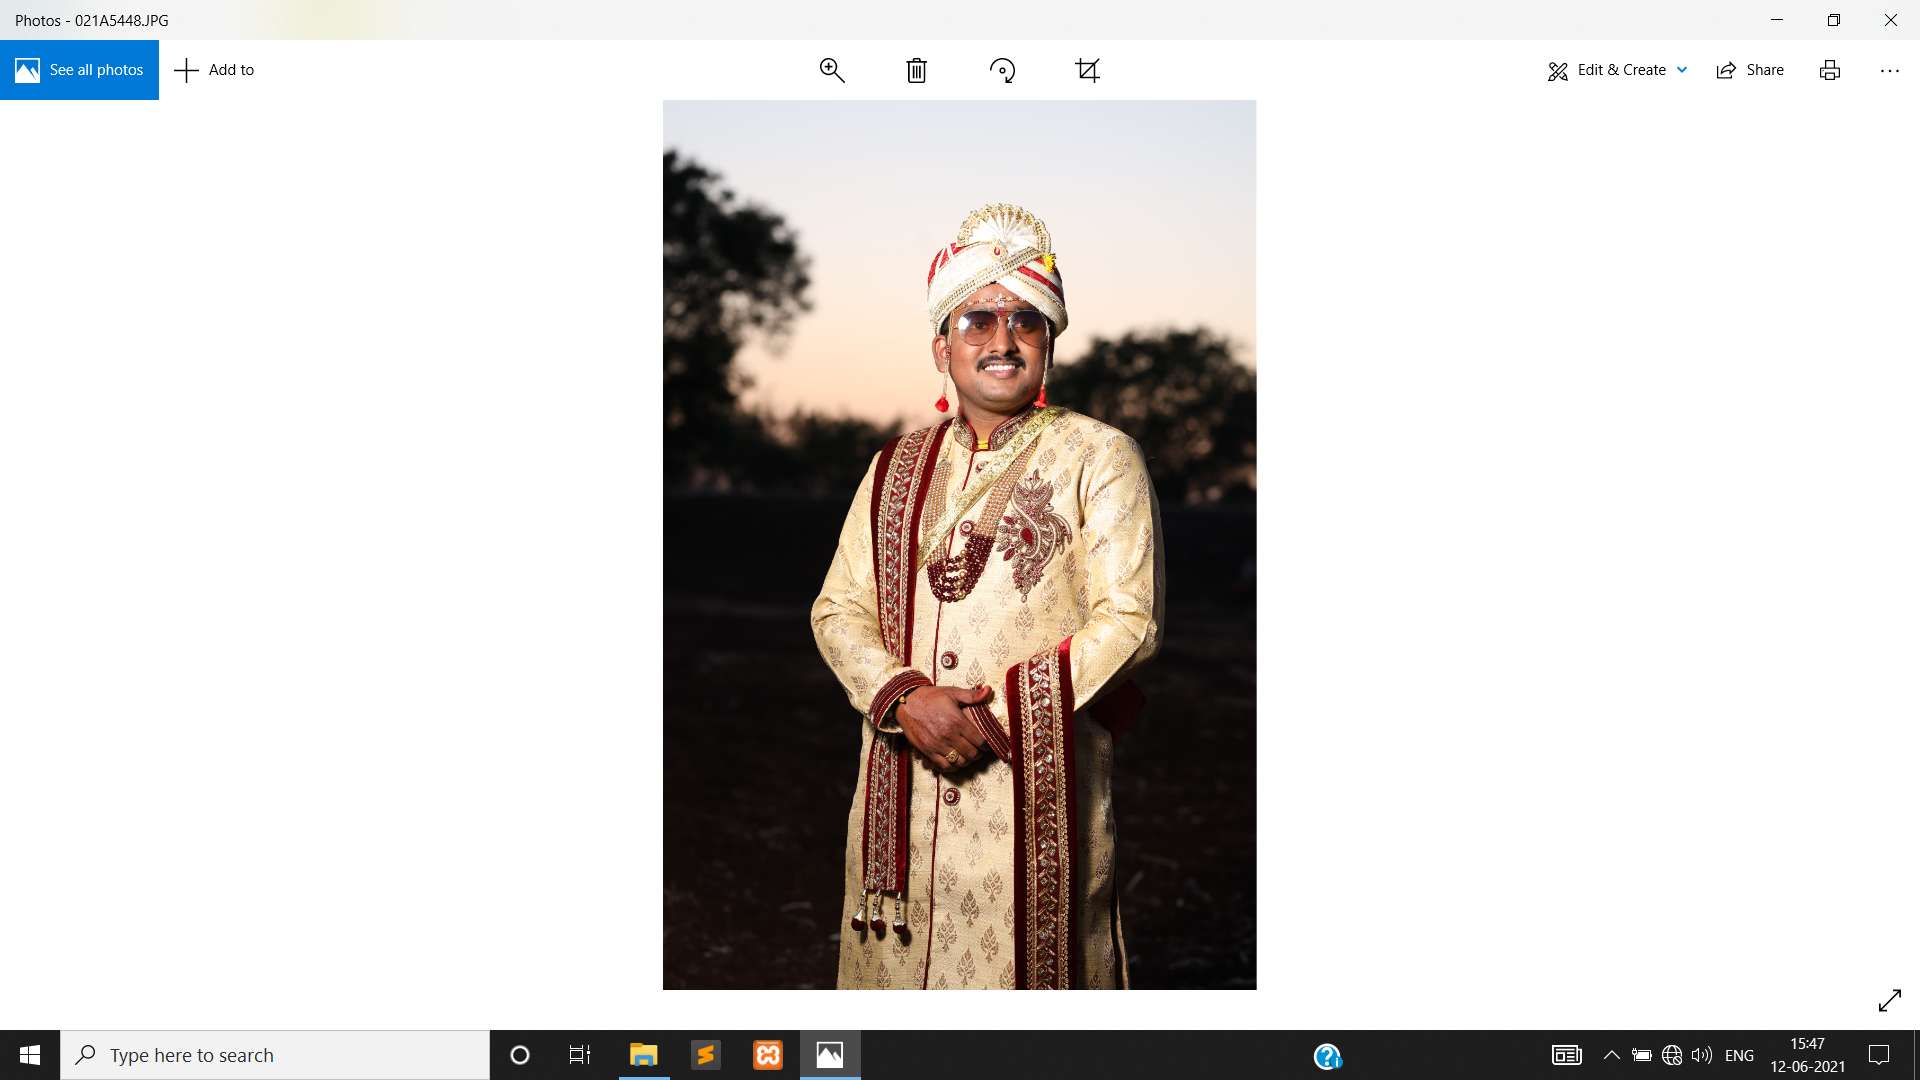 Photos - 021A5448.JPG
See all photos
Add to
Edit & Create
Share
Type here to search
ENG
15:47
12-06-2021